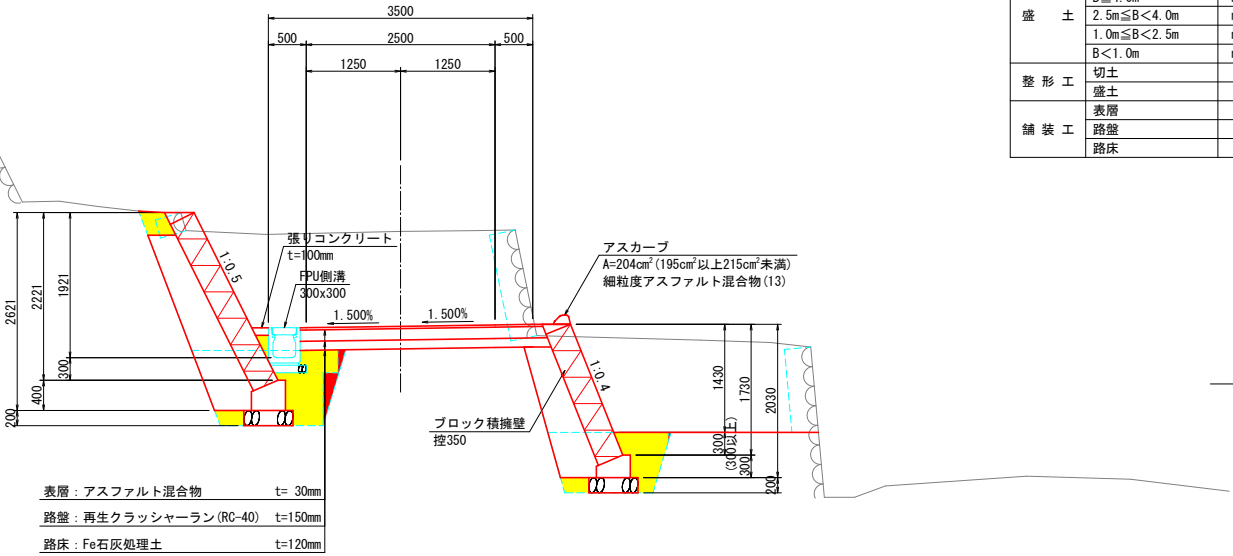 3500
500
2500
500
1250
1250
盛 土
2.5m≦B<4.0m
1.0m≦B<2.5m
B<1.0m
整 形 工
切土
盛土
舗 装 工
表層
路盤
路床
張りコンクリート
t=100mm
FPU側溝
300x300
1.500%
1.500%
アスカーブ
A=204cm²(195cm²以上215cm²未満)
細粒度アスファルト混合物(13)
1:0.5
1:0.4
2621
2221
1921
300
400
200
1430
1730
2030
300
(300以上)
300
200
ブロック積擁壁
控350
表層：アスファルト混合物 t= 30mm
路盤：再生クラッシャーラン(RC-40) t=150mm
路床：Fe石灰処理土 t=120mm